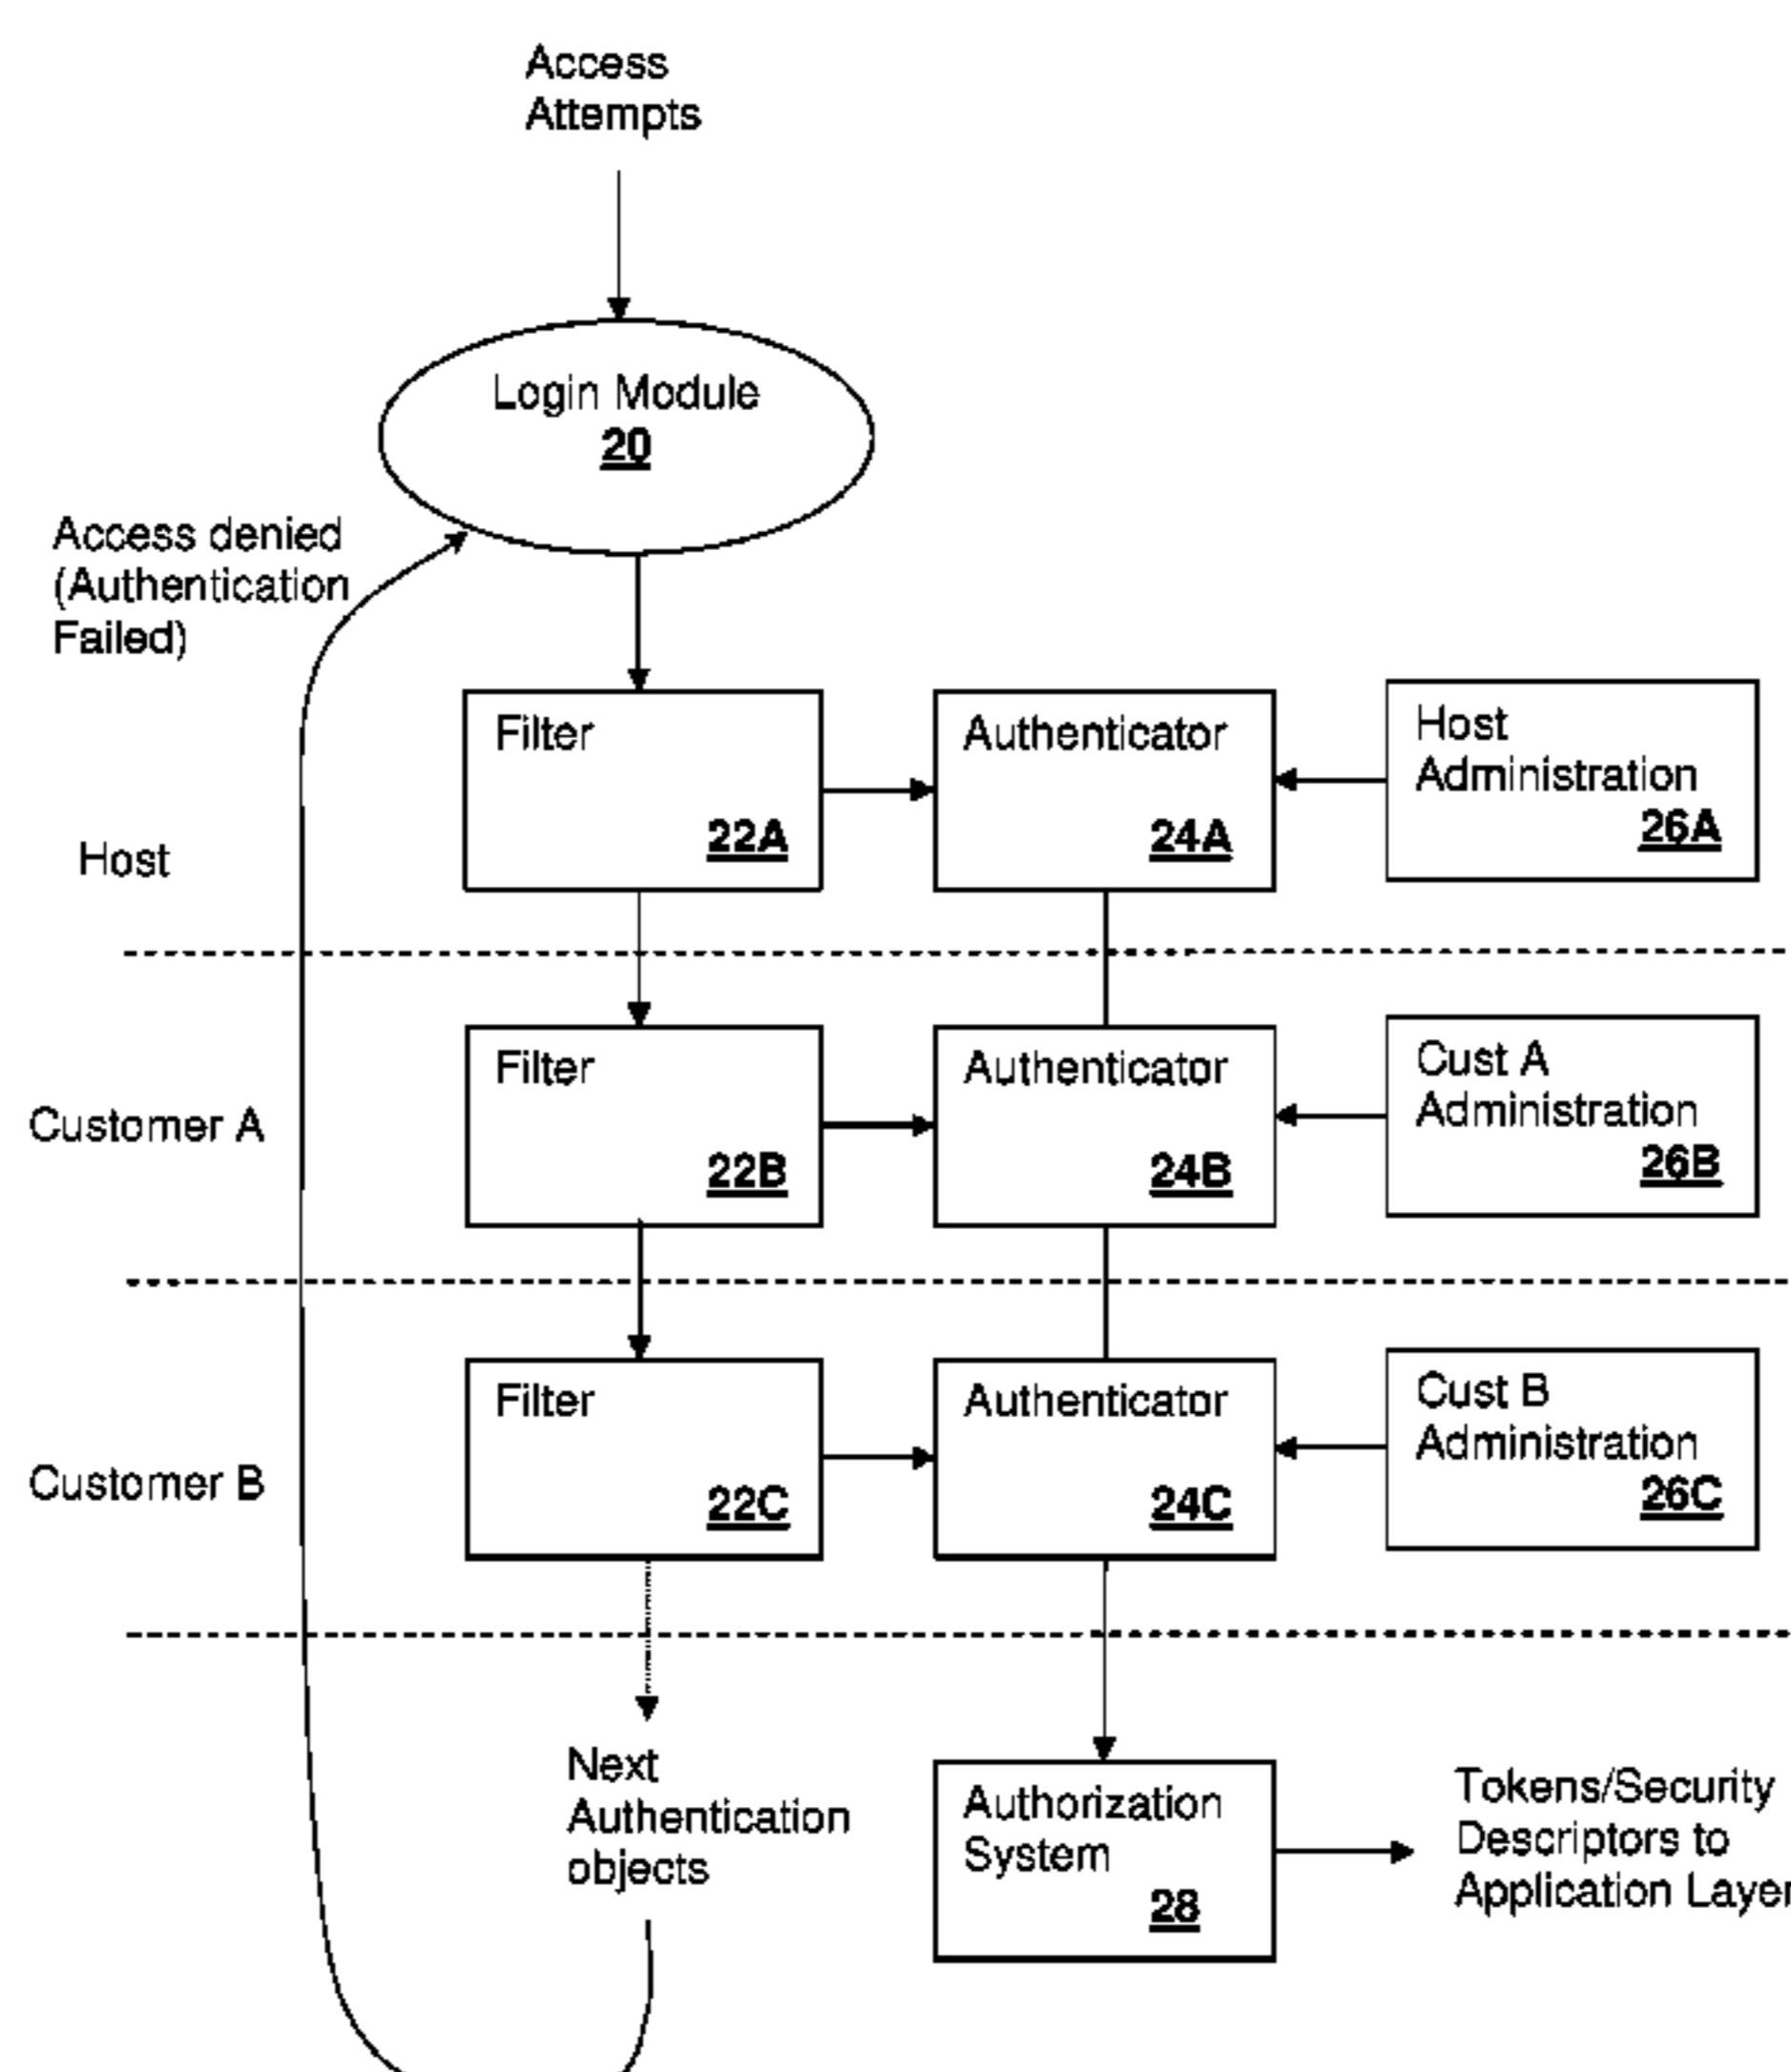 Access
Attempts
Login Module
20
Access denied
(Authentication
Failed)
Host
Filter
22A
Authenticator
24A
Host
Administration
26A
Customer A
Filter
22B
Authenticator
24B
Cust A
Administration
26B
Customer B
Filter
22C
Authenticator
24C
Cust B
Administration
26C
Next
Authentication
objects
Authorization
System
28
Tokens/Security
Descriptors to
Application Layer